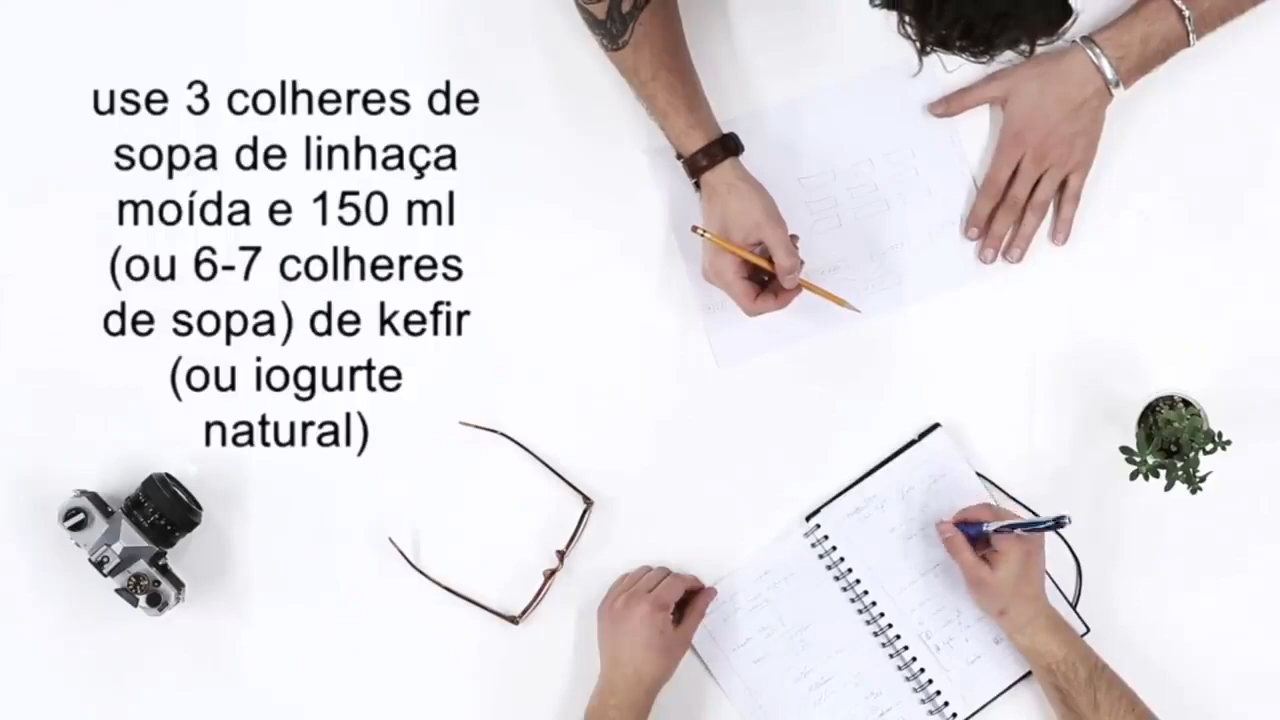 use 3 colheres de
sopa de linhaça
moída e 150 ml
(ou 6-7 colheres
de sopa) de kefir
(ou iogurte
natural)